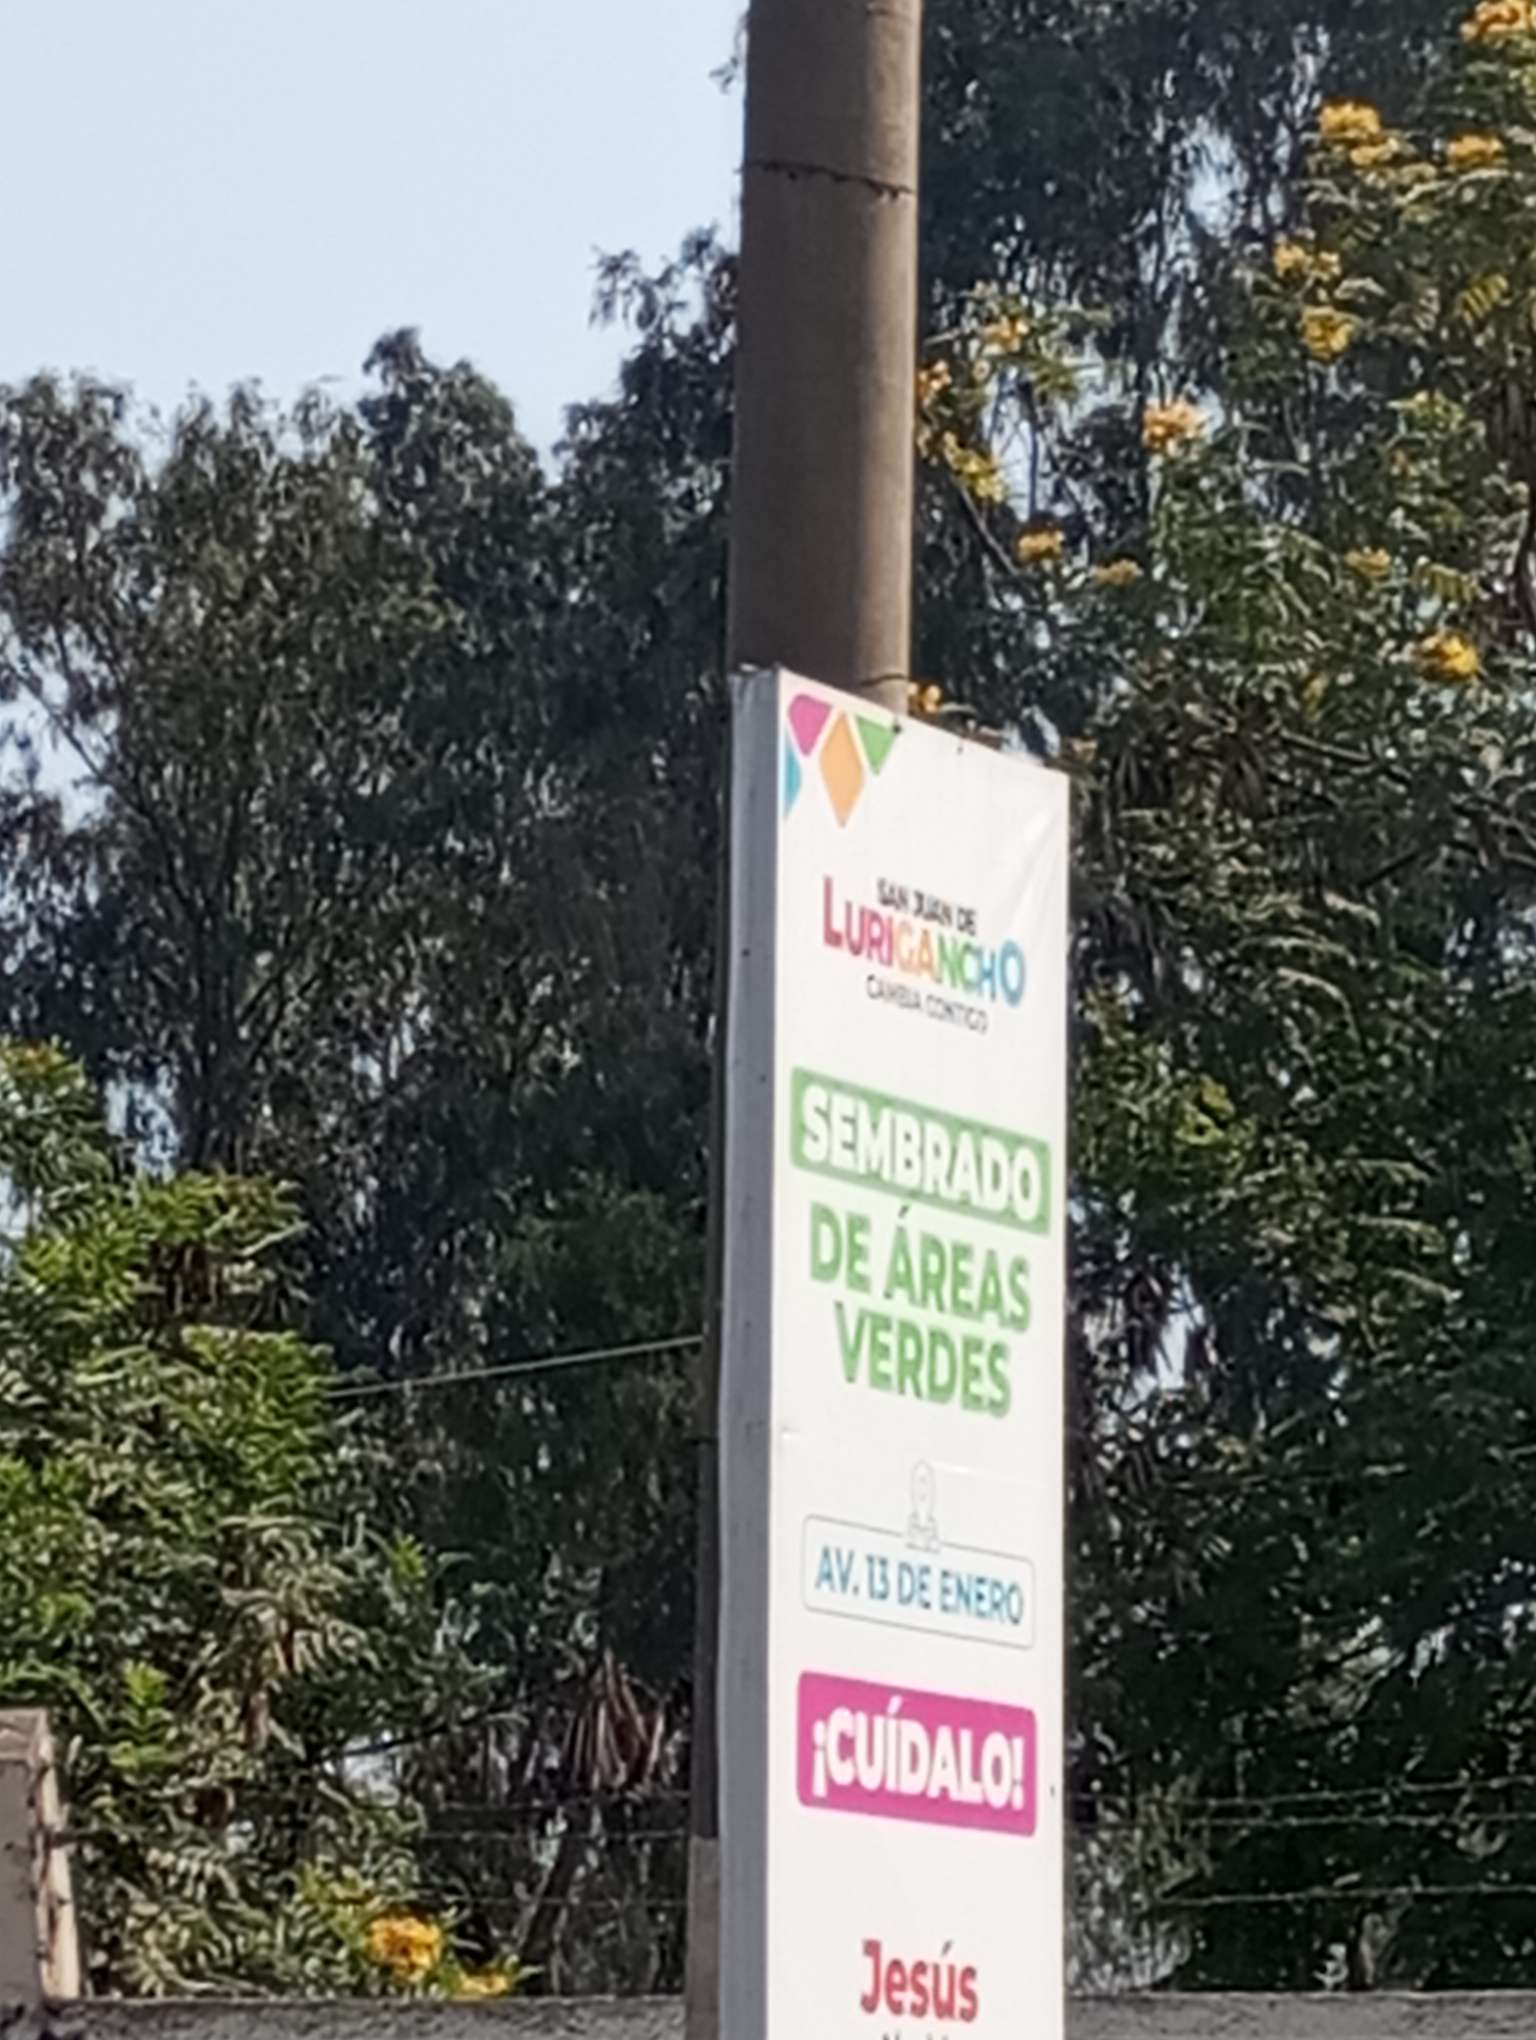 SAN JUAN DE
LURIGANCHO
CAMBIA CONTIGO
SEMBRADO
DE ÁREAS
VERDES
AV. 13 DE ENERO
¡CUÍDALO!
Jesús